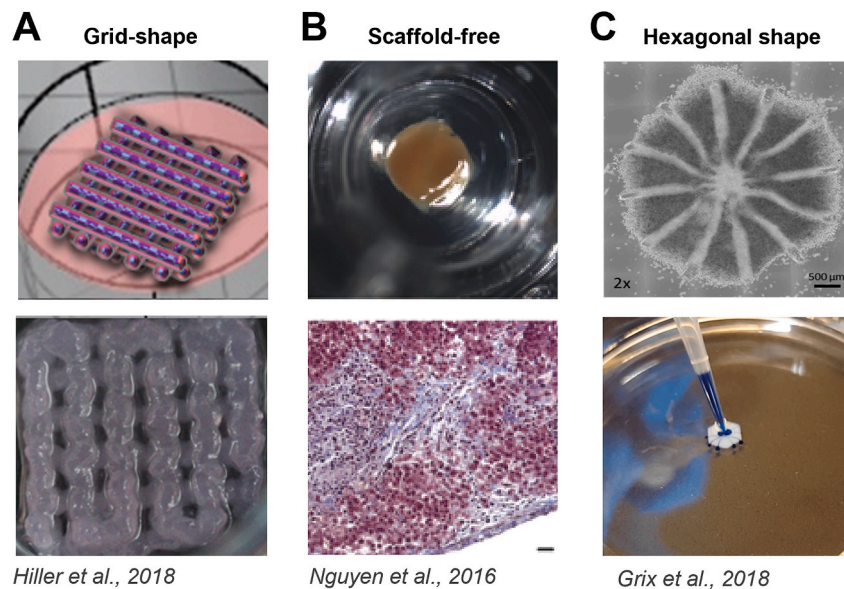 A Grid-shape
B Scaffold-free
C Hexagonal shape
2x
500 µm
Hiller et al., 2018
Nguyen et al., 2016
Grix et al., 2018